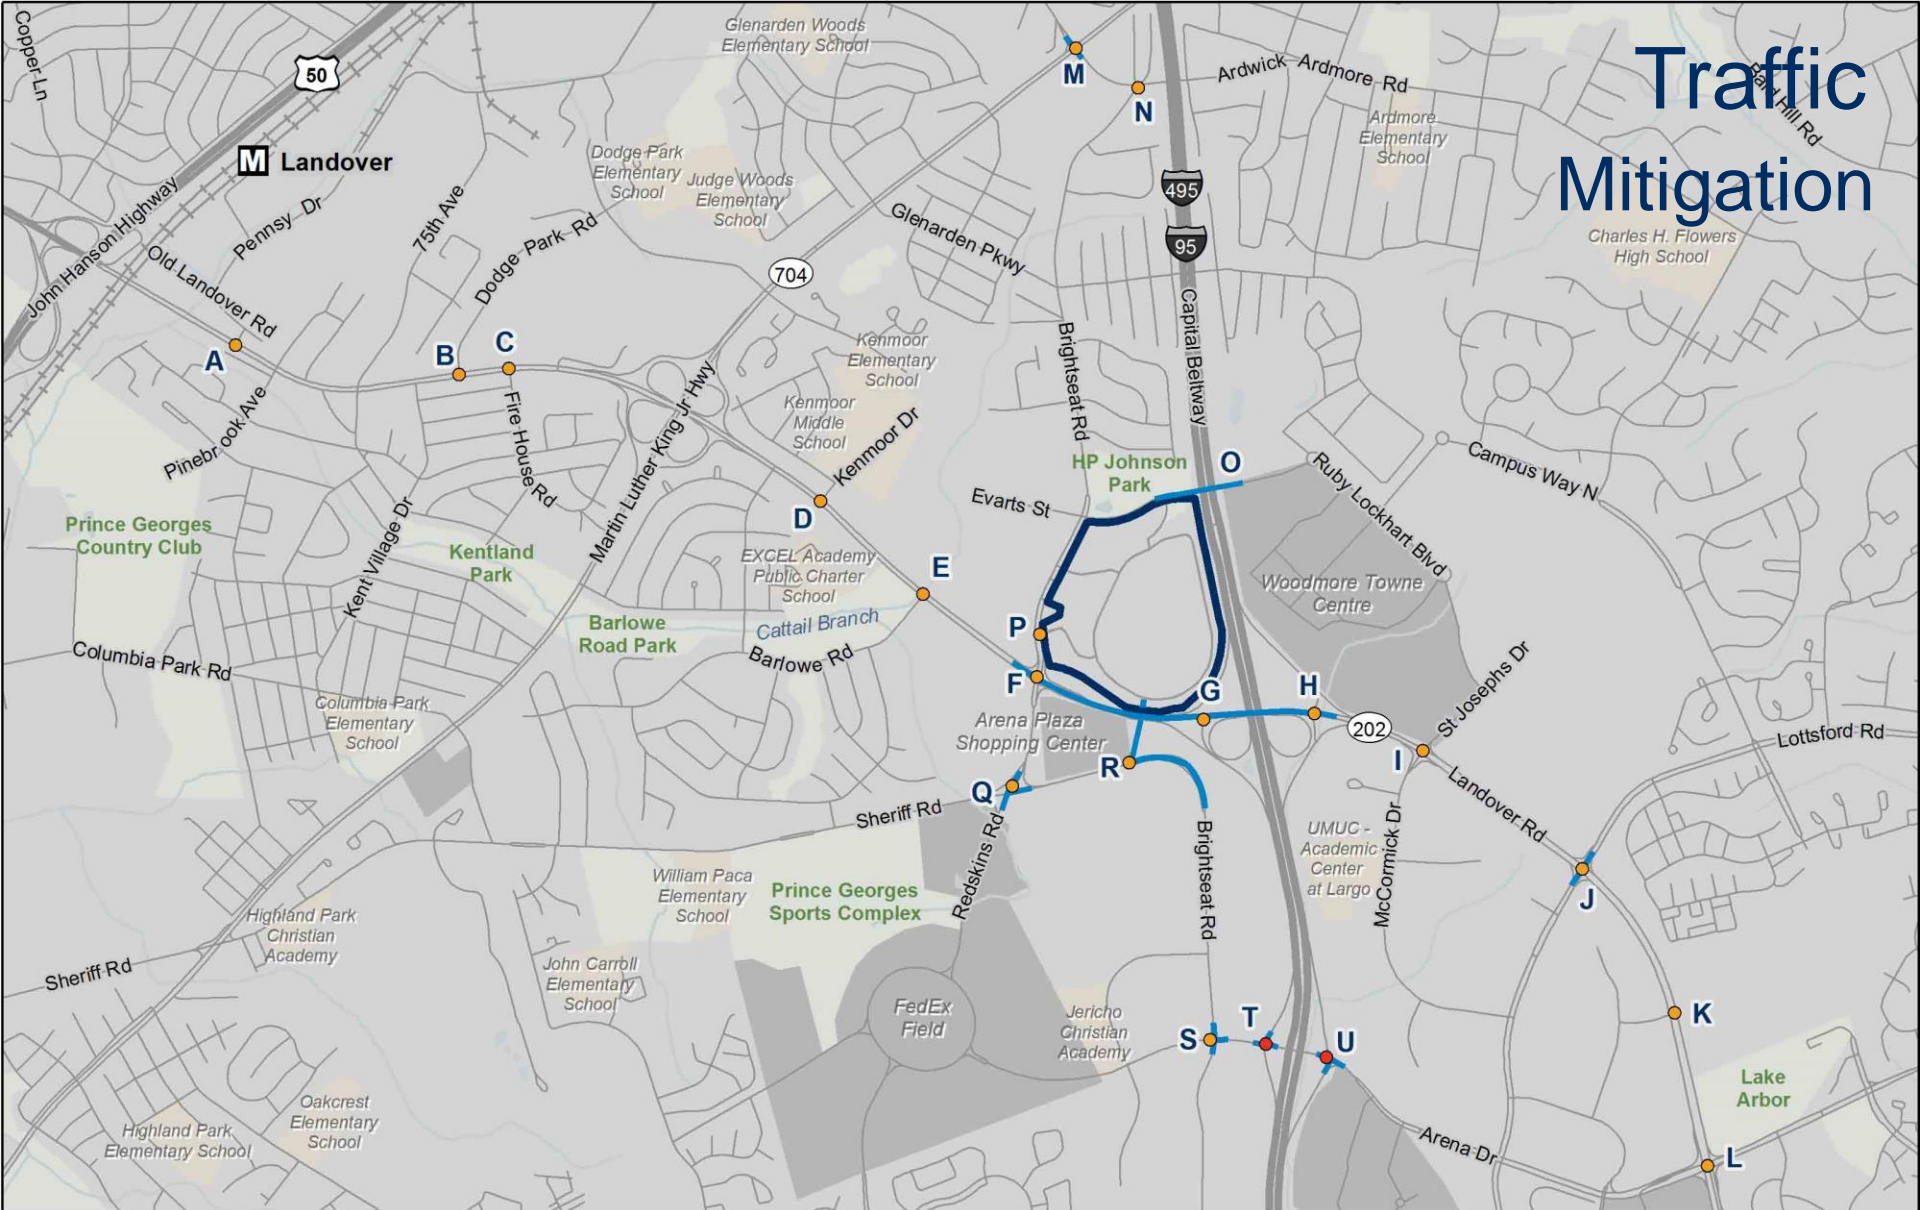 Traffic
Mitigation
Copper Ln
50
M Landover
John Hanson Highway
Old Landover Rd
Pennsy Dr
75th Ave
Dodge Park Rd
Glenarden Woods
Elementary School
Dodge Park
Elementary
School
Judge Woods
Elementary
School
704
Glenarden Pkwy
M
N
495
95
Ardwick Ardmore Rd
Ardmore
Elementary
School
Bald Hill Rd
Charles H. Flowers
High School
A
B
C
Pinebrook Ave
Fire House Rd
Martin Luther King Jr Hwy
Kenmoor
Elementary
School
Kenmoor
Middle
School
Kenmoor Dr
Brightseat Rd
Capital Beltway
D
HP Johnson
Park
O
Evarts St
Ruby Lockhart Blvd
Campus Way N
Prince Georges
Country Club
Kent Village Dr
Kentland
Park
EXCEL Academy
Public Charter
School
E
Woodmore Towne
Centre
Barlowe
Road Park
Cattail Branch
Barlowe Rd
P
Columbia Park Rd
Columbia Park
Elementary
School
F
G
H
Arena Plaza
Shopping Center
202
St Josephs Dr
Lottsford Rd
I
R
Q
Landover Rd
Sheriff Rd
Redskins Rd
Brightseat Rd
UMUC -
Academic
Center
at Largo
McCormick Dr
J
William Paca
Elementary
School
Prince Georges
Sports Complex
Highland Park
Christian
Academy
Sheriff Rd
John Carroll
Elementary
School
FedEx
Field
Jericho
Christian
Academy
S
T
U
K
Lake
Arbor
Oakcrest
Elementary
School
Highland Park
Elementary School
Arena Dr
L